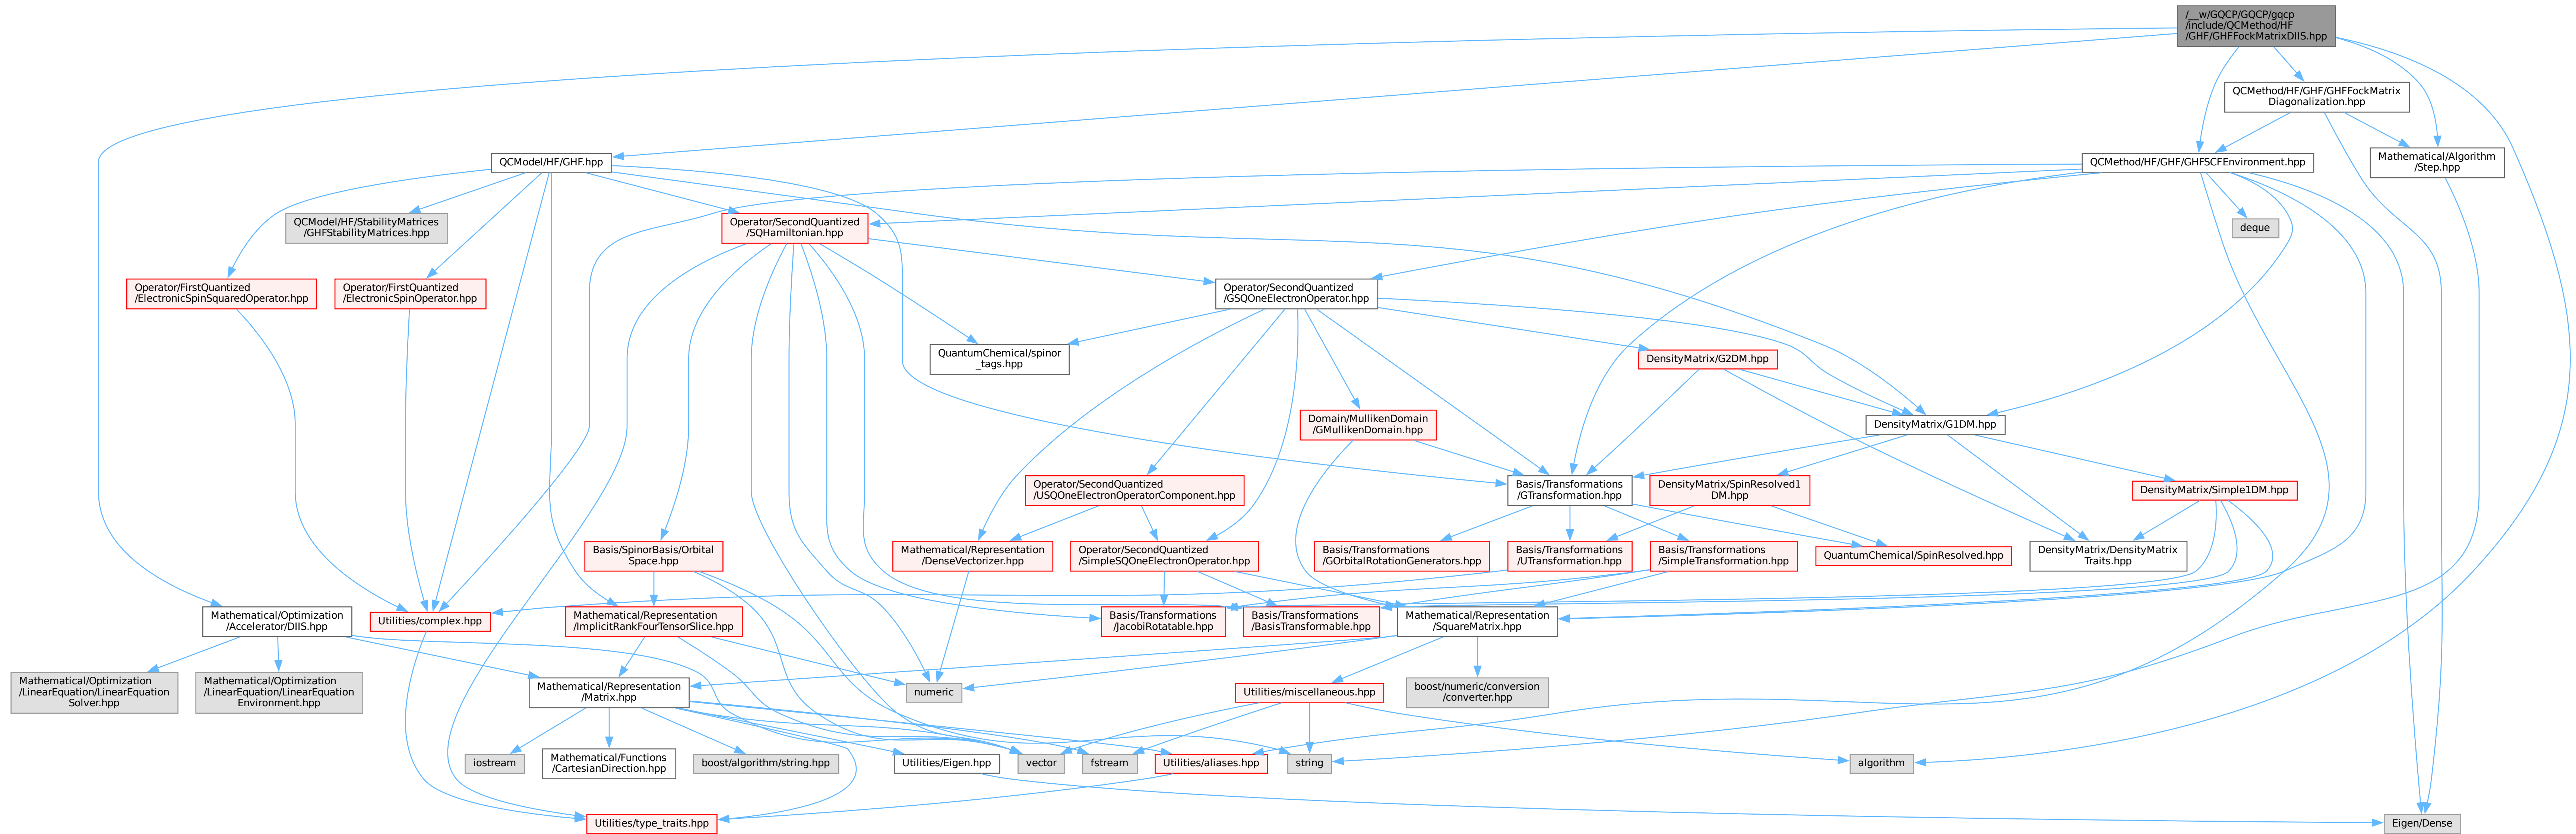 /__w/GQCP/GQCP/gqcp
/include/QCMethod/HF
/GHF/GHFFockMatrixDIIS.hpp
QCMethod/HF/GHF/GHFFockMatrix
Diagonalization.hpp
QCModel/HF/GHF.hpp
QCMethod/HF/GHF/GHFSCFEnvironment.hpp
Mathematical/Algorithm
/Step.hpp
QCModel/HF/StabilityMatrices
/GHFStabilityMatrices.hpp
Operator/SecondQuantized
/SQHamiltonian.hpp
deque
Operator/FirstQuantized
/ElectronicSpinSquaredOperator.hpp
Operator/FirstQuantized
/ElectronicSpinOperator.hpp
Operator/SecondQuantized
/GSQOneElectronOperator.hpp
QuantumChemical/spinor
_tags.hpp
DensityMatrix/G2DM.hpp
Domain/MullikenDomain
/GMullikenDomain.hpp
DensityMatrix/G1DM.hpp
Operator/SecondQuantized
/USQOneElectronOperatorComponent.hpp
Basis/Transformations
/GTransformation.hpp
DensityMatrix/SpinResolved1
DM.hpp
DensityMatrix/Simple1DM.hpp
Basis/SpinorBasis/Orbital
Space.hpp
Mathematical/Representation
/DenseVectorizer.hpp
Operator/SecondQuantized
/SimpleSQOneElectronOperator.hpp
Basis/Transformations
/GOrbitalRotationGenerators.hpp
Basis/Transformations
/UTransformation.hpp
Basis/Transformations
/SimpleTransformation.hpp
QuantumChemical/SpinResolved.hpp
DensityMatrix/DensityMatrix
Traits.hpp
Mathematical/Optimization
/Accelerator/DIIS.hpp
Utilities/complex.hpp
Mathematical/Representation
/ImplicitRankFourTensorSlice.hpp
Basis/Transformations
/JacobiRotatable.hpp
Basis/Transformations
/BasisTransformable.hpp
Mathematical/Representation
/SquareMatrix.hpp
Mathematical/Optimization
/LinearEquation/LinearEquation
Solver.hpp
Mathematical/Optimization
/LinearEquation/LinearEquation
Environment.hpp
Mathematical/Representation
/Matrix.hpp
numeric
Utilities/miscellaneous.hpp
boost/numeric/conversion
/converter.hpp
iostream
Mathematical/Functions
/CartesianDirection.hpp
boost/algorithm/string.hpp
Utilities/Eigen.hpp
vector
fstream
Utilities/aliases.hpp
string
algorithm
Utilities/type_traits.hpp
Eigen/Dense